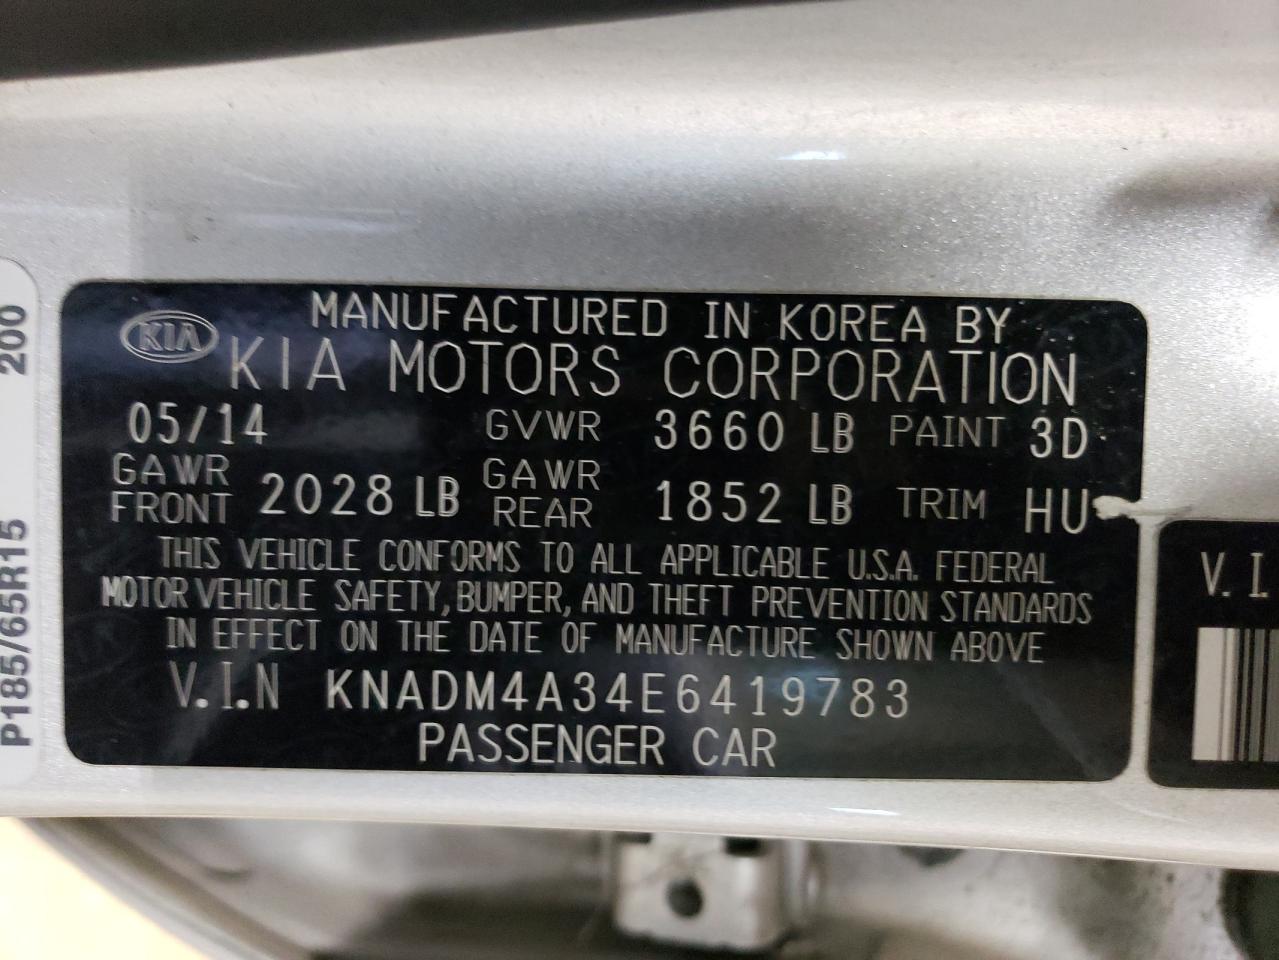 MANUFACTURED IN KOREA BY
KIA
KIA MOTORS CORPORATION
05/14 GVWR 3660 LB PAINT 3D
GAWR FRONT 2028 LB GAWR REAR 1852 LB TRIM HU
THIS VEHICLE CONFORMS TO ALL APPLICABLE U.S.A. FEDERAL
MOTOR VEHICLE SAFETY, BUMPER, AND THEFT PREVENTION STANDARDS
IN EFFECT ON THE DATE OF MANUFACTURE SHOWN ABOVE
V.I.N KNADM4A34E6419783
PASSENGER CAR
P185/65R15 200
V.I.